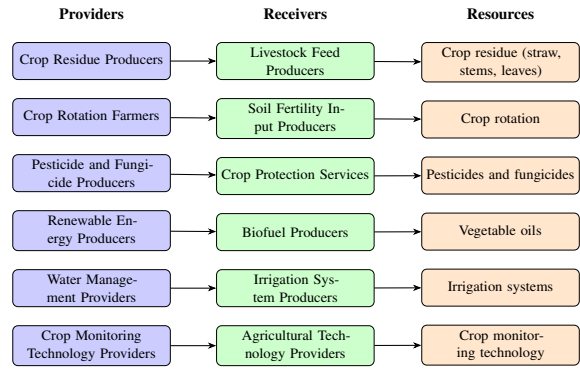 Providers Receivers Resources
Crop Residue Producers
Livestock Feed
Producers
Crop residue (straw,
stems, leaves)
Crop Rotation Farmers
Soil Fertility In-
put Producers
Crop rotation
Pesticide and Fungi-
cide Producers
Crop Protection Services
Pesticides and fungicides
Renewable En-
ergy Producers
Biofuel Producers
Vegetable oils
Water Manage-
ment Providers
Irrigation Sys-
tem Producers
Irrigation systems
Crop Monitoring
Technology Providers
Agricultural Tech-
nology Providers
Crop monitor-
ing technology